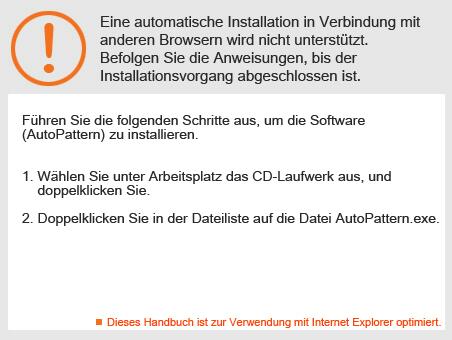 Eine automatische Installation in Verbindung mit
anderen Browsern wird nicht unterstützt.
Befolgen Sie die Anweisungen, bis der
Installationsvorgang abgeschlossen ist.
Führen Sie die folgenden Schritte aus, um die Software
(AutoPattern) zu installieren.
1. Wählen Sie unter Arbeitsplatz das CD-Laufwerk aus, und
doppelklicken Sie.
2. Doppelklicken Sie in der Dateiliste auf die Datei AutoPattern.exe.
Dieses Handbuch ist zur Verwendung mit Internet Explorer optimiert.